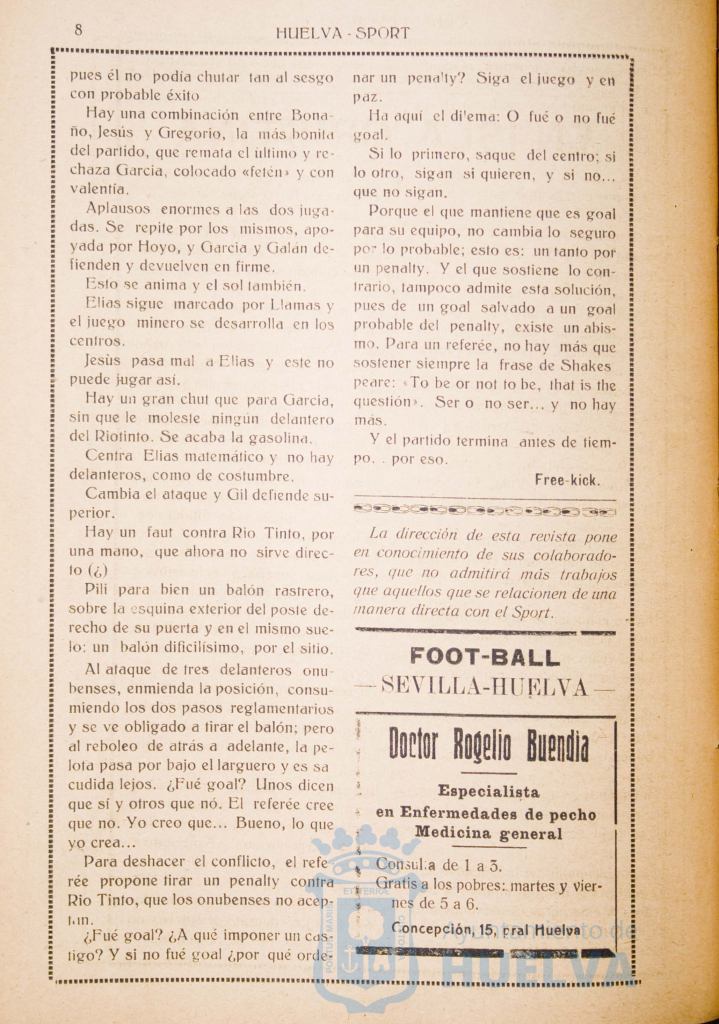 8
HUELVA - SPORT
pues él no podía chutar tan al sesgo
con probable éxito
Hay una combinación entre Bona-
ño, Jesús y Gregorio, la más bonita
del partido, que remata el último y re-
chaza Garcia, colocado «fetén» y con
valentía.
Aplausos enormes a las dos juga-
das. Se repite por los mismos, apo-
yada por Hoyo, y Garcia y Galán de-
fienden y devuelven en firme.
Esto se anima y el sol también.
Elias sigue marcado por Llamas y
el juego minero se desarrolla en los
centros.
Jesùs pasa mal a Elias y este no
puede jugar así.
Hay un gran chut que para Garcia,
sin que le moleste ningún delantero
del Riotinto. Se acaba la gasolina.
Centra Elias matemático y no hay
delanteros, como de costumbre.
Cambia el ataque y Gil defiende su-
perior.
Hay un faut contra Rio Tinto, por
una mano, que ahora no sirve direc-
to (¿)
Pili para bien un balón rastrero,
sobre la esquina exterior del poste de-
recho de su puerta y en el mismo sue-
lo: un balón dificilísimo, por el sitio.
Al ataque de tres delanteros onu-
benses, enmienda la posición, consu-
miendo los dos pasos reglamentarios
y se ve obligado a tirar el balón; pero
al reboleo de atrás a adelante, la pe-
lota pasa por bajo el larguero y es sa
cudida lejos. ¿Fué goal? Unos dicen
que sí y otros que nó. El referée cree
que no. Yo creo que... Bueno, lo que
yo crea...
Para deshacer el conflicto, el refe
rée propone tirar un penalty contra
Rio Tinto, que los onubenses no acep-
tan.
¿Fué goal? ¿A qué imponer un cas-
tigo? Y si no fué goal ¿por qué orde-
nar un penalty? Siga el juego y en
paz.
Ha aquí el dilema: O fué o no fué
goal.
Si lo primero, saque del centro; si
lo otro, sigan si quieren, y si no...
que no sigan.
Porque el que mantiene que es goal
para su equipo, no cambia lo seguro
por lo probable; esto es: un tanto por
un penalty. Y el que sostiene lo con-
trario, tampoco admite esta solución,
pues de un goal salvado a un goal
probable del penalty, existe un abis-
mo. Para un referée, no hay más que
sostener siempre la frase de Shakes
peare: «To be or not to be, that is the
questión». Ser o no ser... y no hay
más.
Y el partido termina antes de tiem-
po. . por eso.
Free-kick.
La dirección de esta revista pone
en conocimiento de sus colaborado-
res, que no admitirá más trabajos
que aquellos que se relacionen de una
manera directa con el Sport.
FOOT-BALL
SEVILLA-HUELVA
Doctor Rogelio Buendia
Especialista
en Enfermedades de pecho
Medicina general
Consulta de 1 a 3.
Gratis a los pobres: martes y vier-
nes de 5 a 6.
Concepción, 15, pral Huelva
Ayuntamiento de
HUELVA